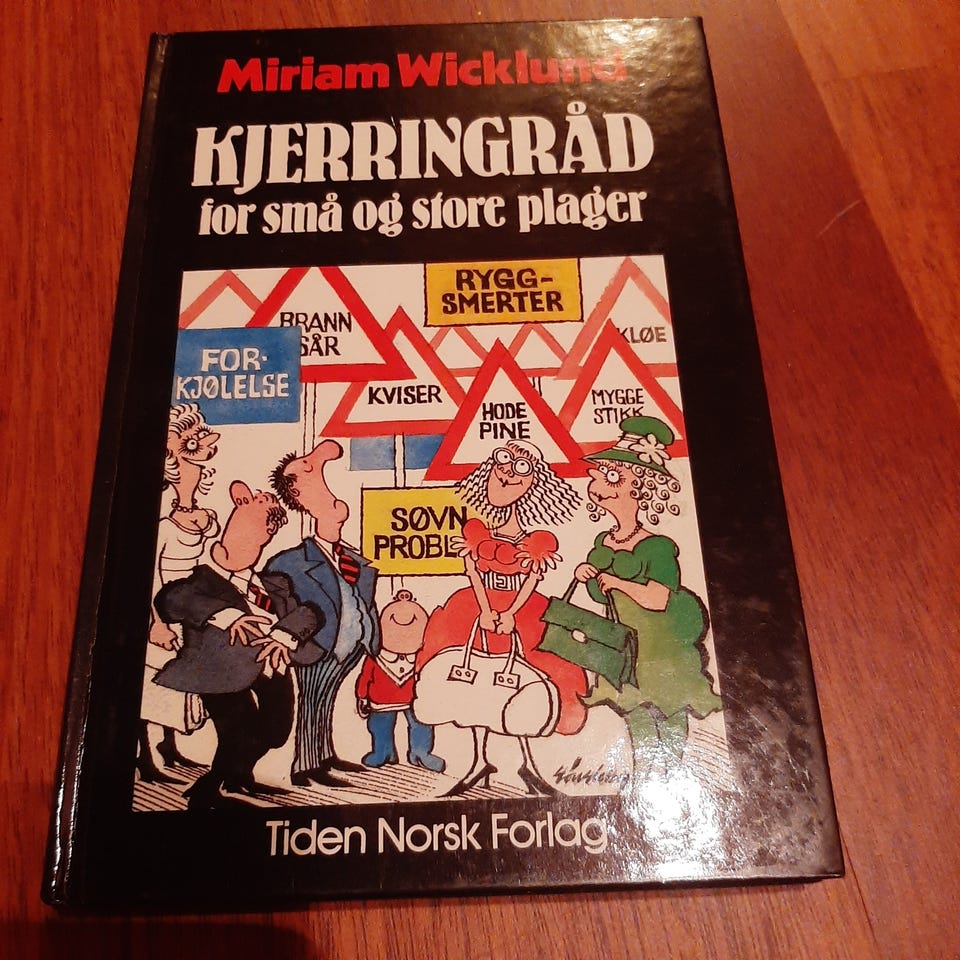 Miriam Wicklund
KJERRINGRÅD
for små og store plager
RYGG-
SMERTER
BRANN
SÅR
KLØE
FOR-
KJØLELSE
KVISER
MYGGE
STIKK
HODE
PINE
SØVN
PROBL
Tiden Norsk Forlag